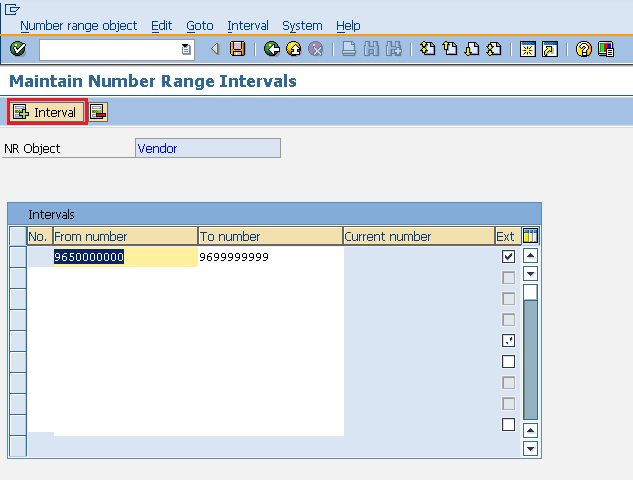 Number range object Edit Goto Interval System Help
Maintain Number Range Intervals
Interval
NR Object Vendor
Intervals
No. From number To number Current number Ext
9650000000 9699999999